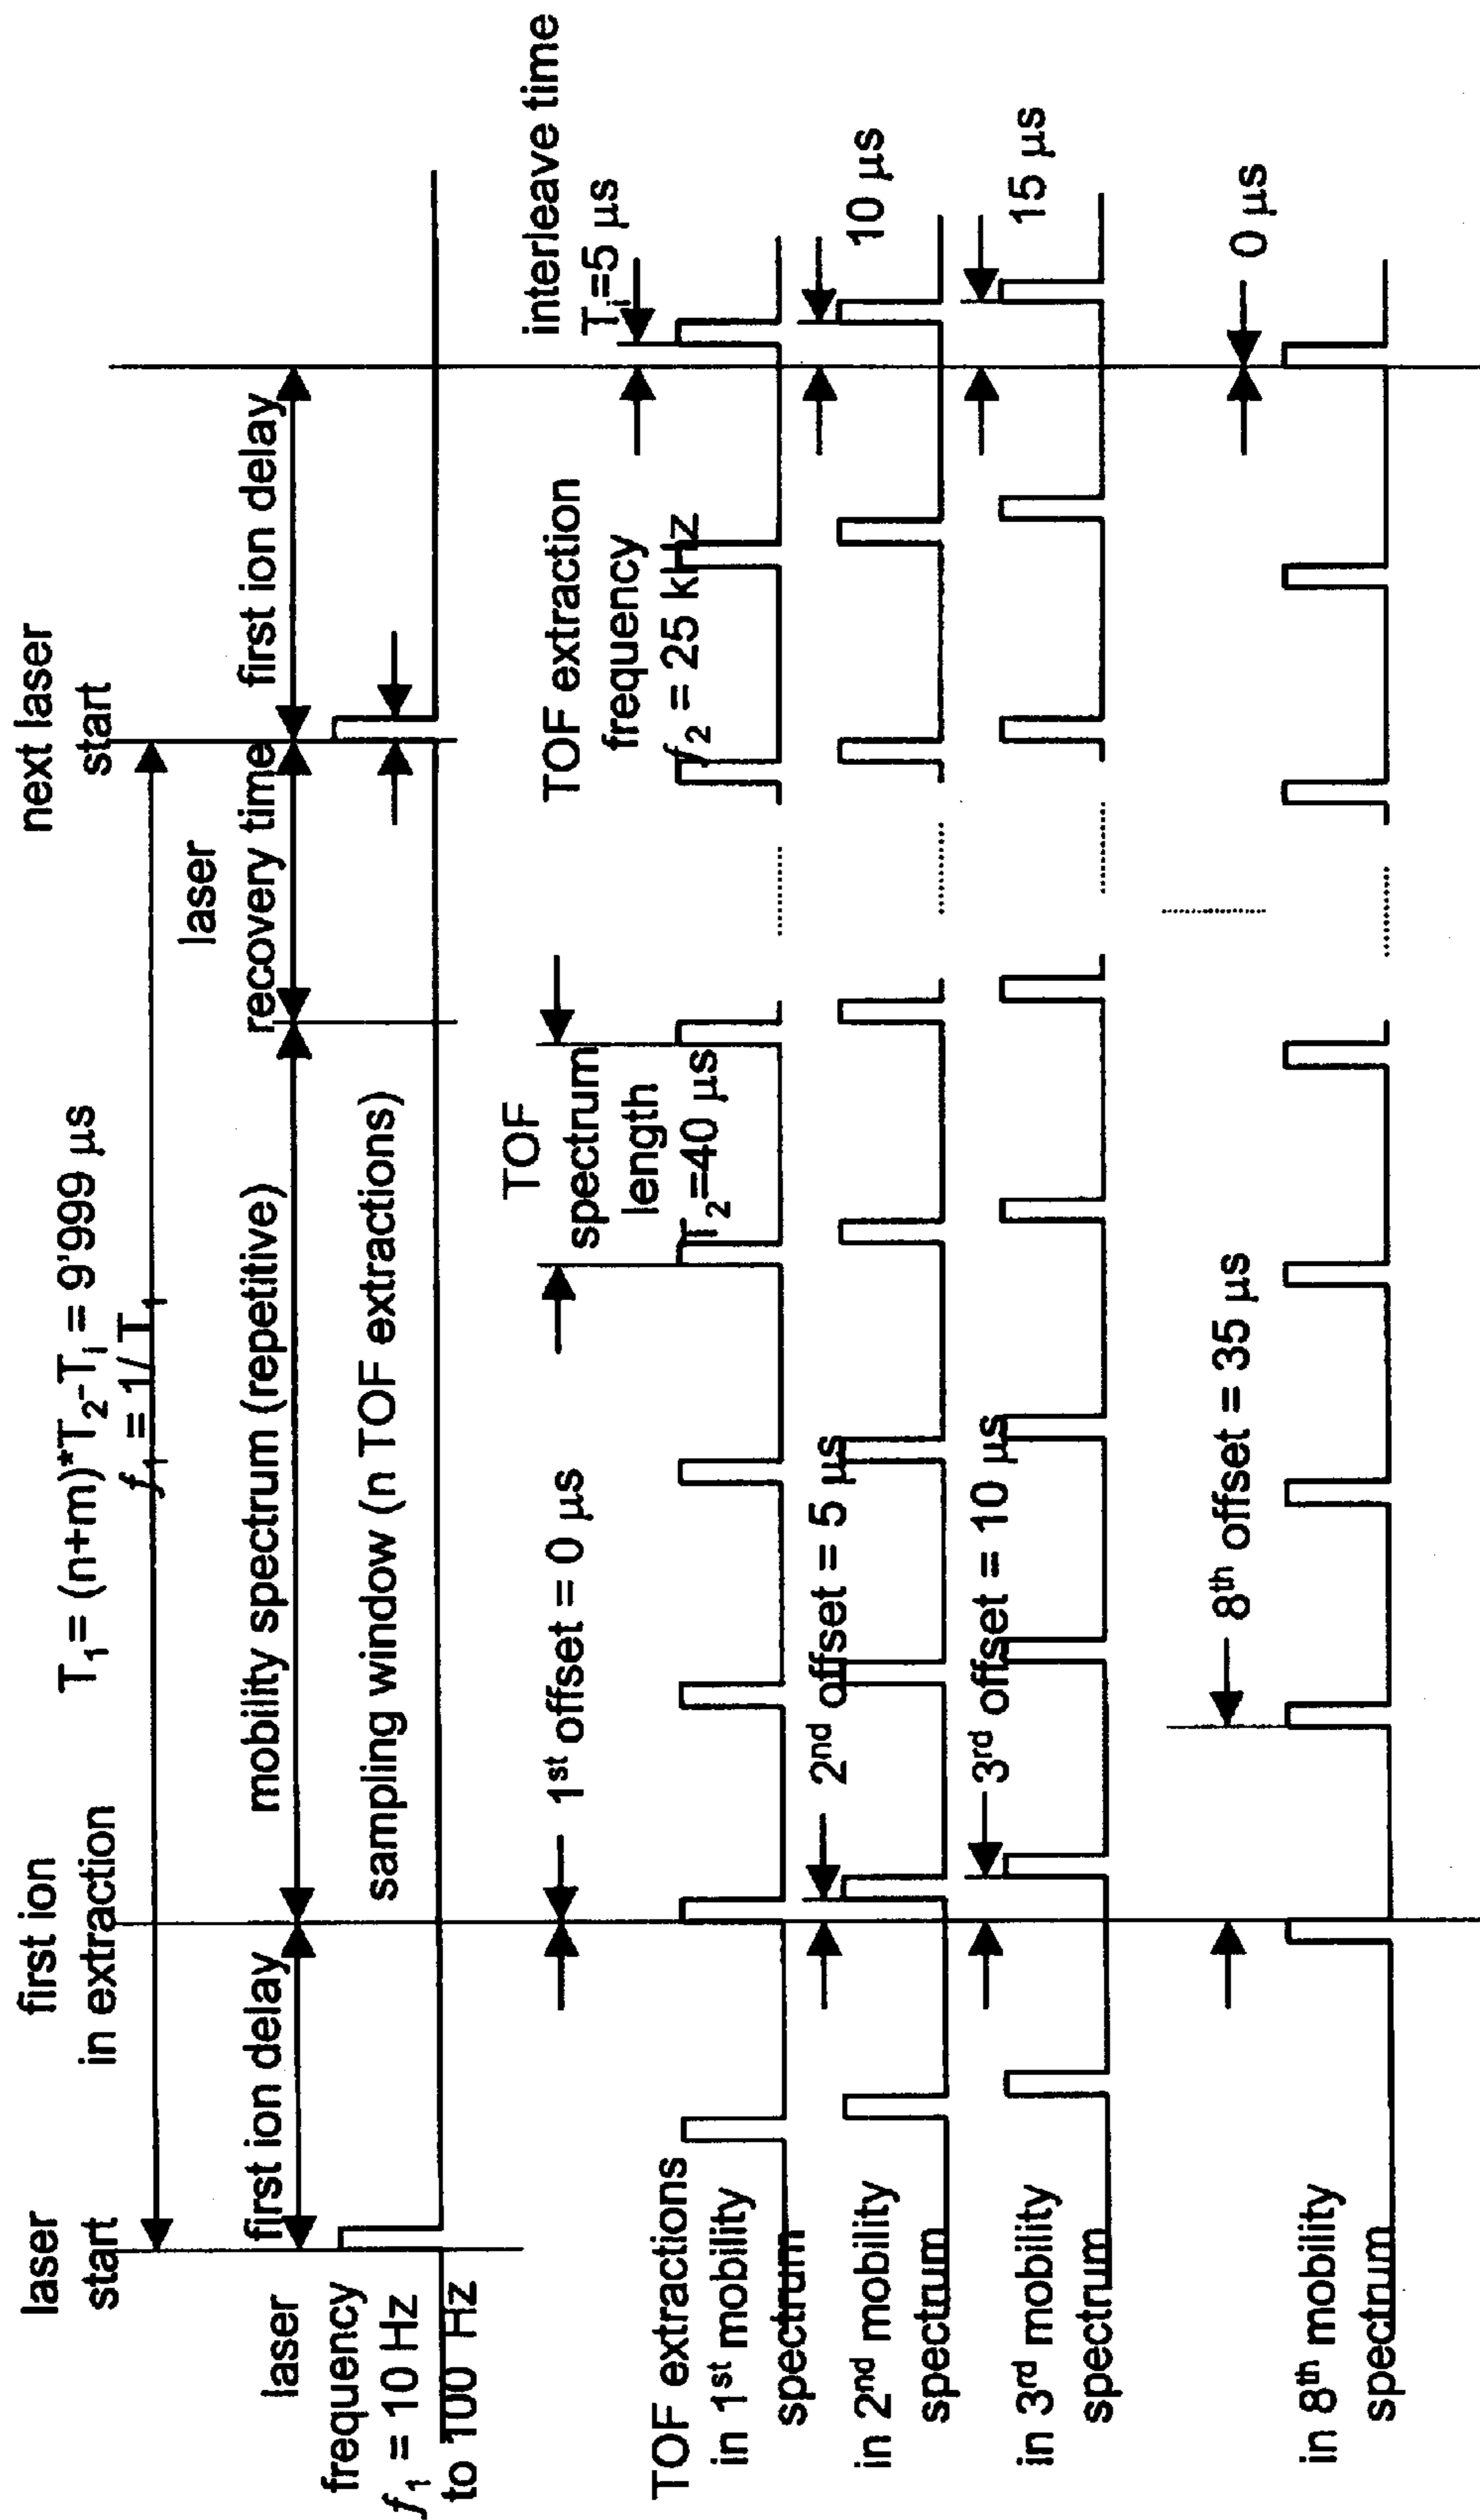 laser
start
first ion
in extraction
next laser
start
T₁ = (n+m)*T₂-Tᵢ = 9'999 µs
f₁ = 1/T₁
laser
first ion delay
mobility spectrum (repetitive)
recovery time
first ion delay
laser
frequency
f₁ = 10 Hz
to 100 Hz
sampling window (n TOF extractions)
TOF
spectrum
length
T₂=40 µs
TOF extraction
frequency
f₂ = 25 kHz
interleave time
Tᵢ=5 µs
1st offset = 0 µs
TOF extractions
in 1st mobility
spectrum
2nd offset = 5 µs
10 µs
in 2nd mobility
spectrum
3rd offset = 10 µs
15 µs
in 3rd mobility
spectrum
8th offset = 35 µs
0 µs
in 8th mobility
spectrum